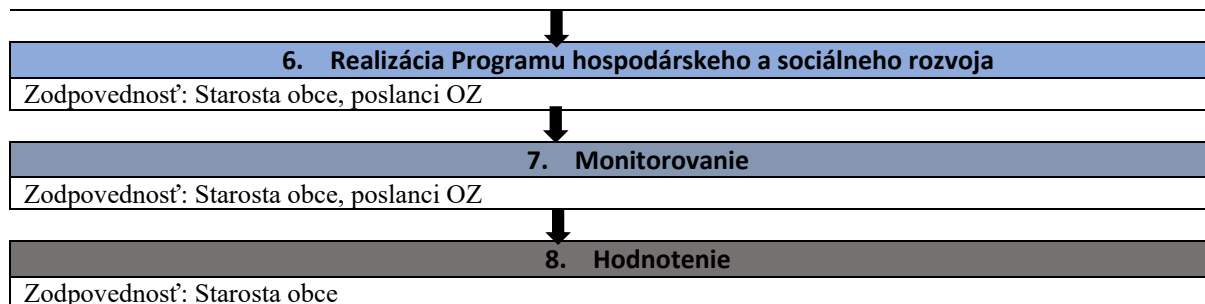 6. Realizácia Programu hospodárskeho a sociálneho rozvoja
Zodpovednosť: Starosta obce, poslanci OZ
7. Monitorovanie
Zodpovednosť: Starosta obce, poslanci OZ
8. Hodnotenie
Zodpovednosť: Starosta obce